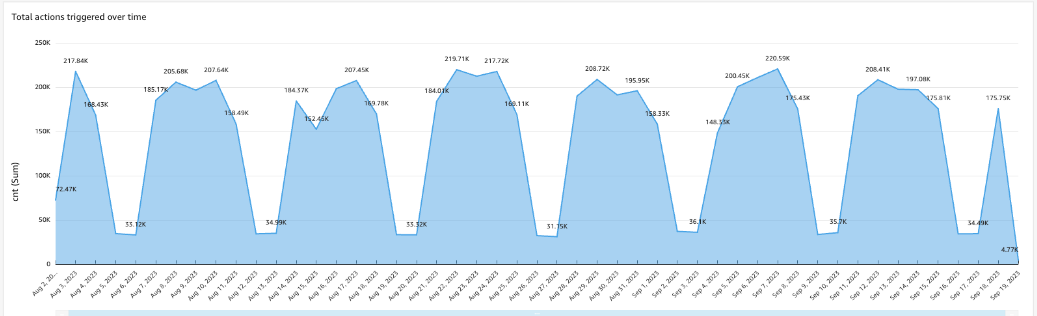 Total actions triggered over time
cnt (Sum)
250K
200K
150K
100K
50K
0
72.47K
217.84K
168.43K
33.12K
185.17K
205.68K
207.64K
158.49K
34.99K
184.37K
152.45K
207.45K
169.78K
33.32K
184.01K
219.71K
217.72K
169.11K
31.15K
208.72K
195.95K
158.33K
36.1K
148.33K
200.45K
220.59K
175.43K
35.7K
208.41K
197.08K
175.81K
34.49K
175.75K
4.77K
Aug 2, 20...
Aug 3, 2023
Aug 4, 2023
Aug 5, 2023
Aug 6, 2023
Aug 7, 2023
Aug 8, 2023
Aug 9, 2023
Aug 10, 2023
Aug 11, 2023
Aug 12, 2023
Aug 13, 2023
Aug 14, 2023
Aug 15, 2023
Aug 16, 2023
Aug 17, 2023
Aug 18, 2023
Aug 19, 2023
Aug 20, 2023
Aug 21, 2023
Aug 22, 2023
Aug 23, 2023
Aug 24, 2023
Aug 25, 2023
Aug 26, 2023
Aug 27, 2023
Aug 28, 2023
Aug 29, 2023
Aug 30, 2023
Aug 31, 2023
Sep 1, 2023
Sep 2, 2023
Sep 3, 2023
Sep 4, 2023
Sep 5, 2023
Sep 6, 2023
Sep 7, 2023
Sep 8, 2023
Sep 9, 2023
Sep 10, 2023
Sep 11, 2023
Sep 12, 2023
Sep 13, 2023
Sep 14, 2023
Sep 15, 2023
Sep 16, 2023
Sep 17, 2023
Sep 18, 2023
Sep 19, 2023